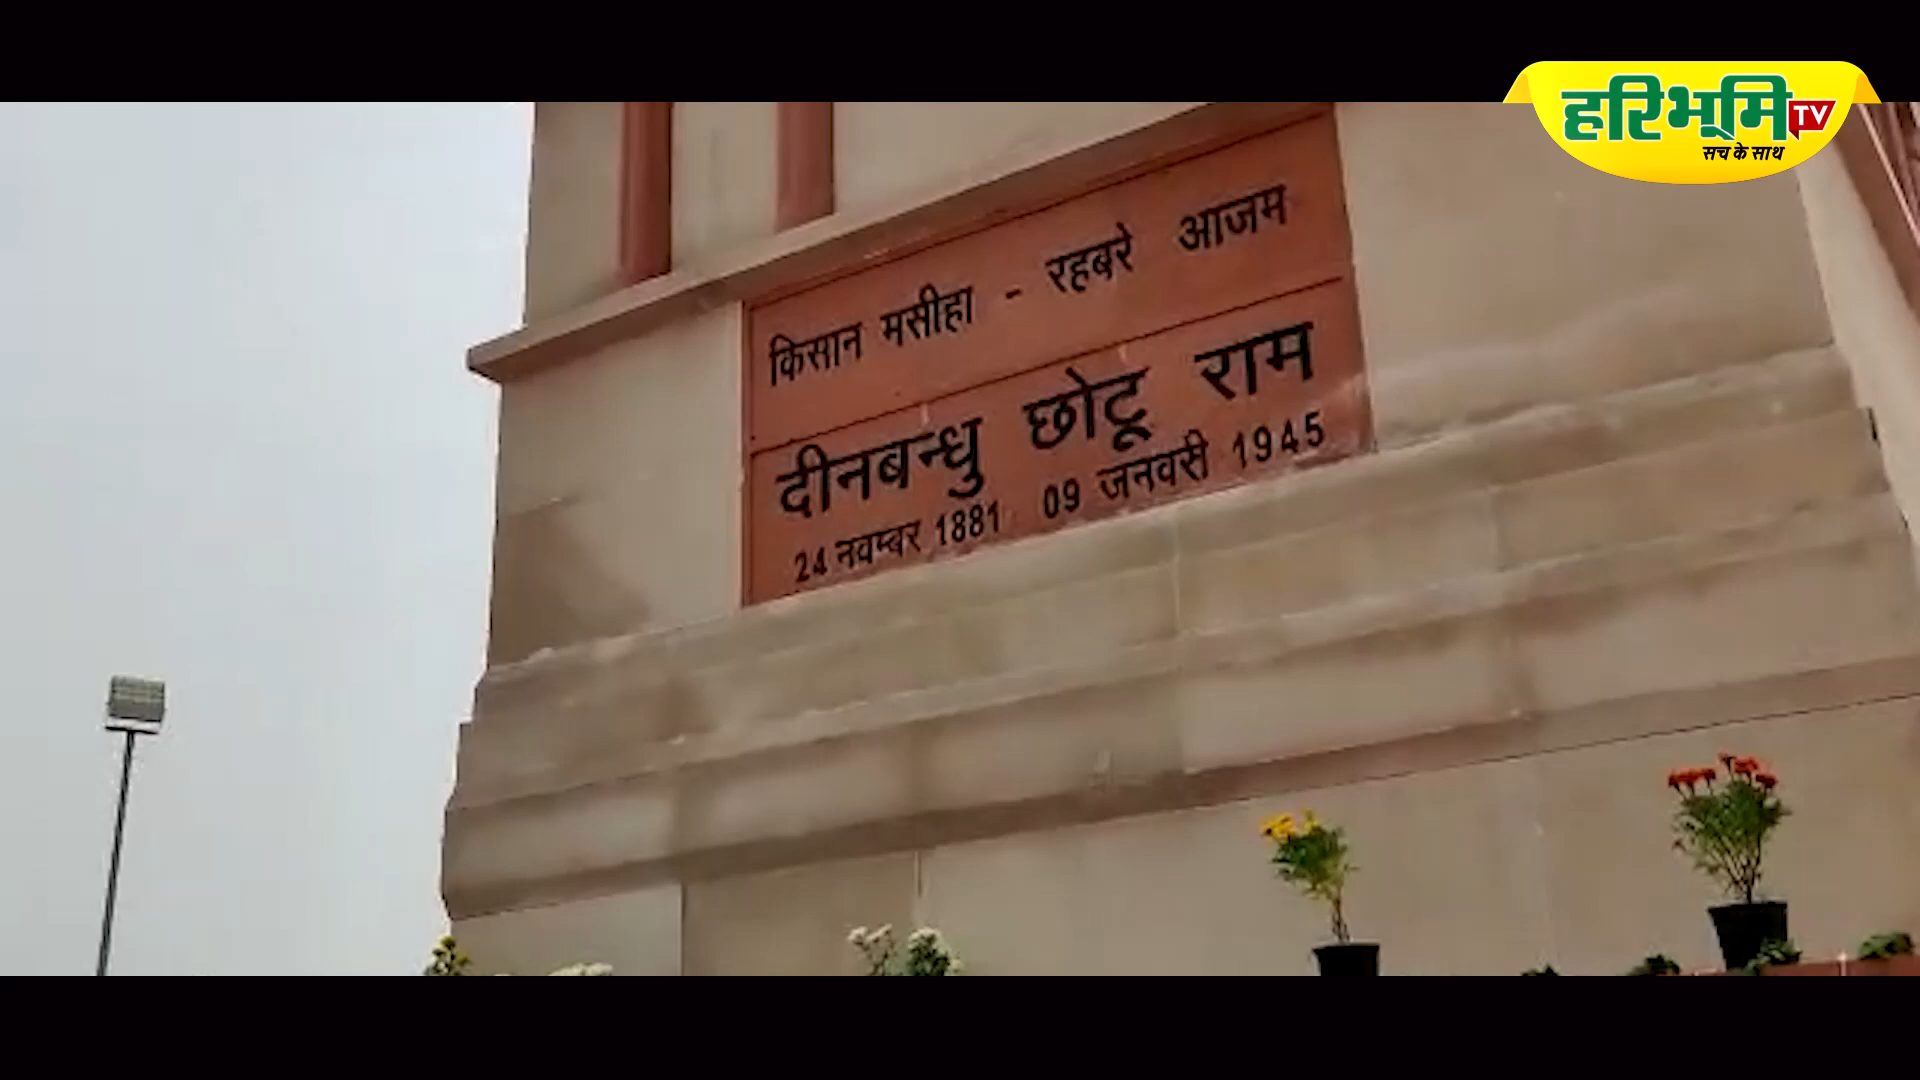 हरिभूमि TV
सच के साथ
किसान मसीहा - रहबरे आजम
दीनबन्धु छोटू राम
24 नवम्बर 1881 09 जनवरी 1945